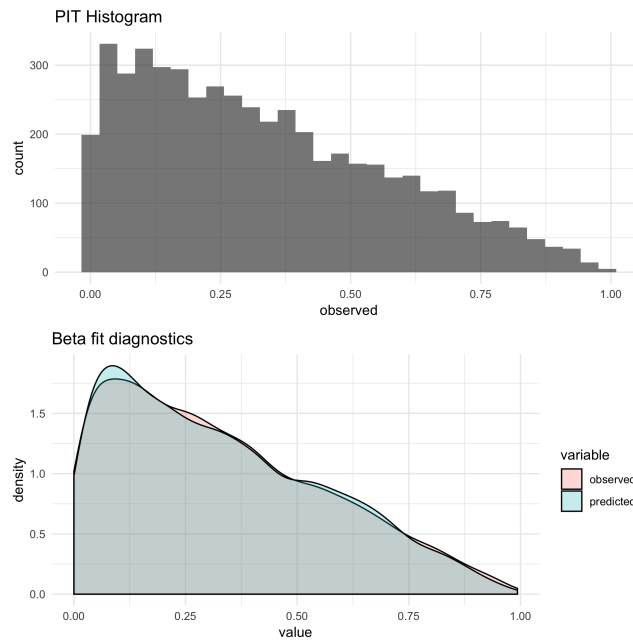 PIT Histogram
300
200
100
0
count
0.00 0.25 0.50 0.75 1.00
observed
Beta fit diagnostics
1.5
1.0
0.5
0.0
density
0.00 0.25 0.50 0.75 1.00
value
variable
observed
predicted